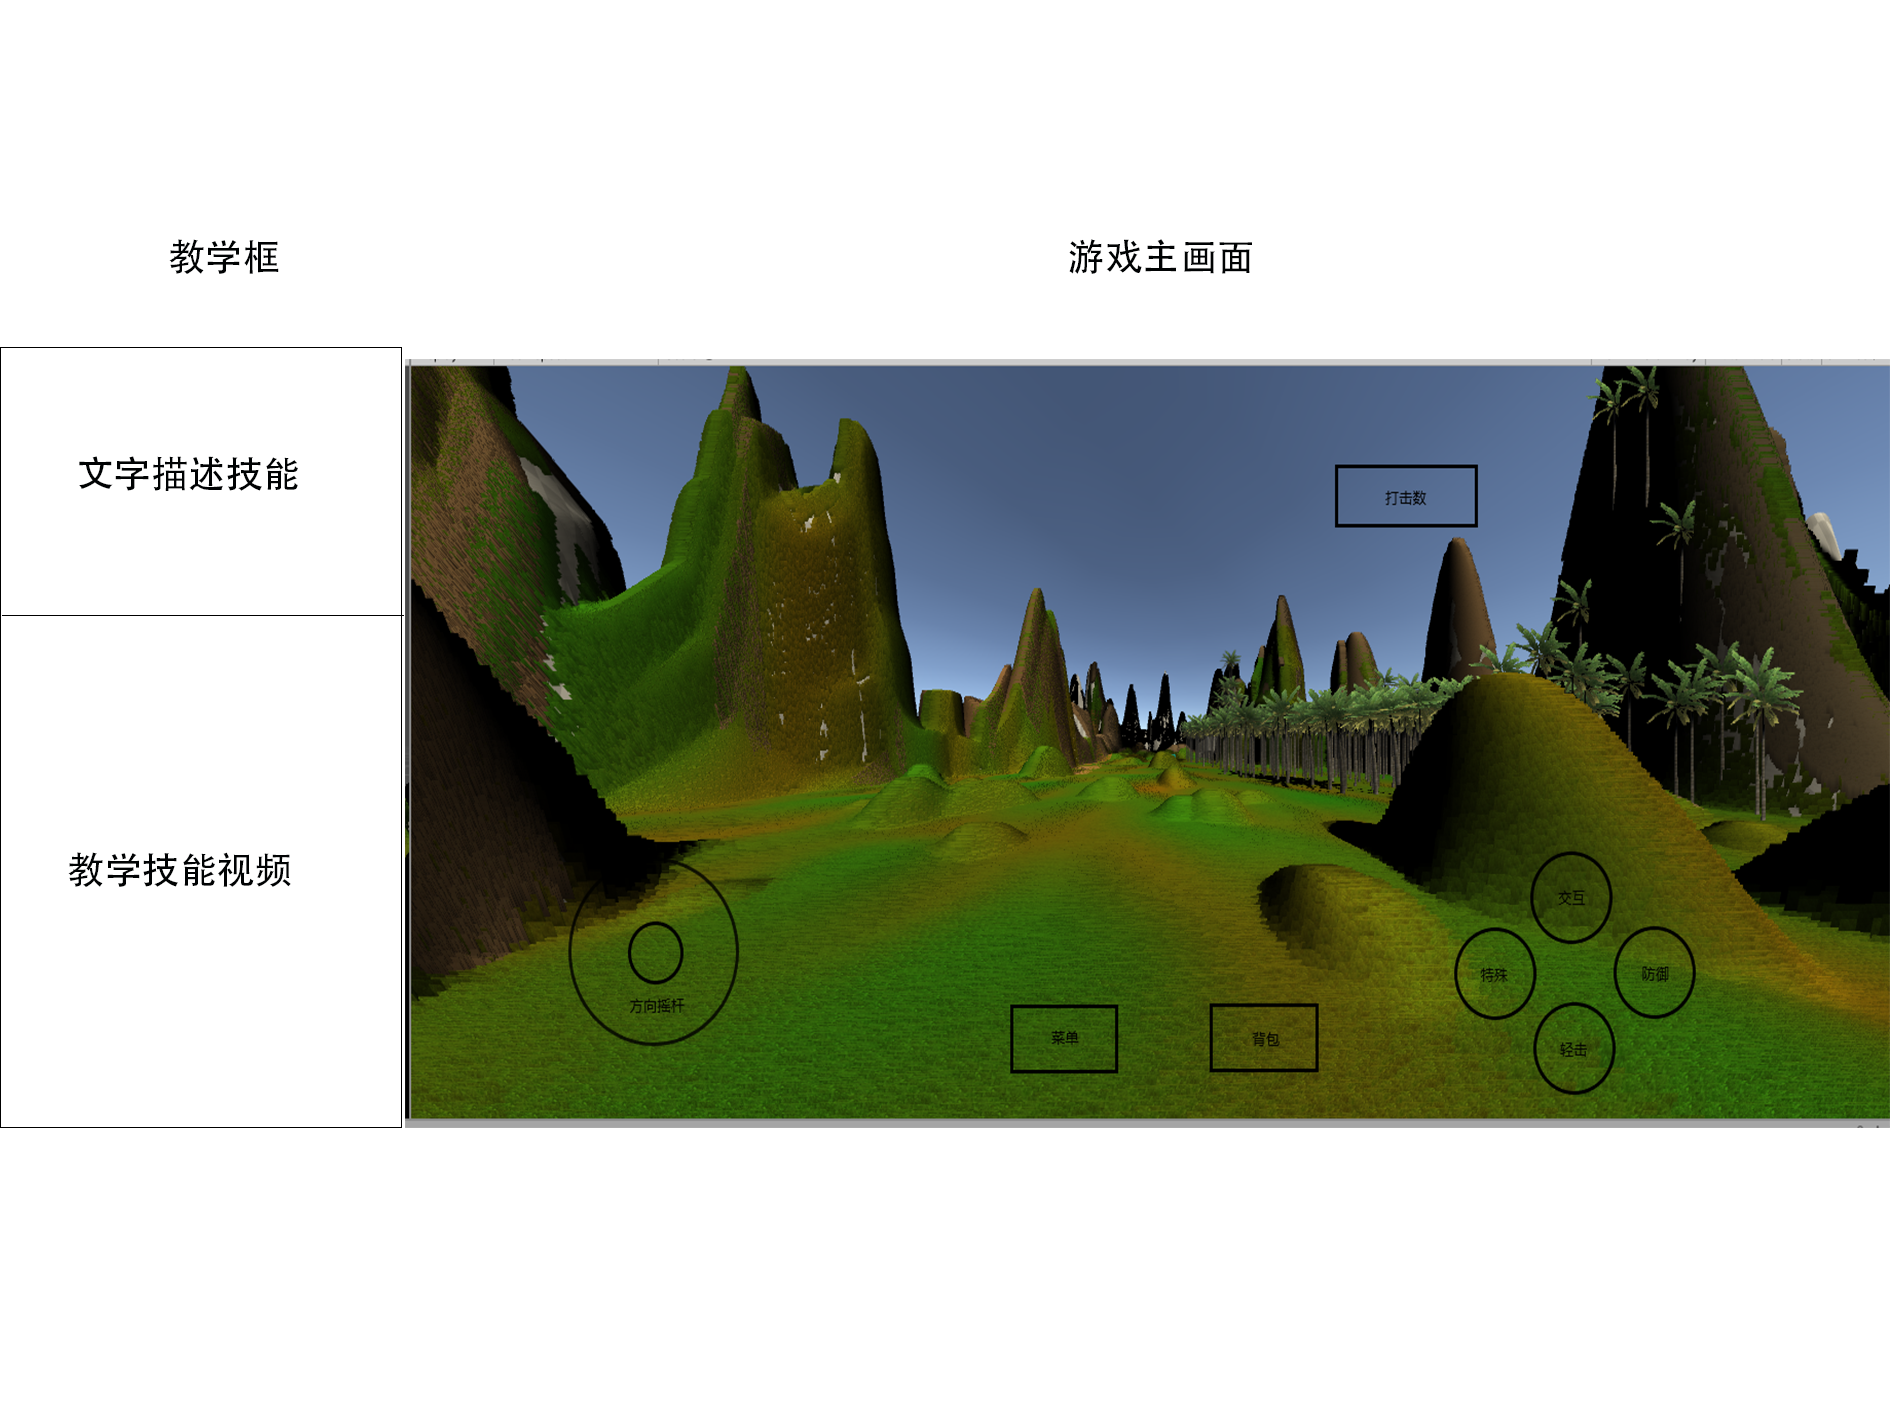 教学框
游戏主画面
文字描述技能
教学技能视频
打击数
交互
特殊
防御
轻击
方向摇杆
菜单
背包